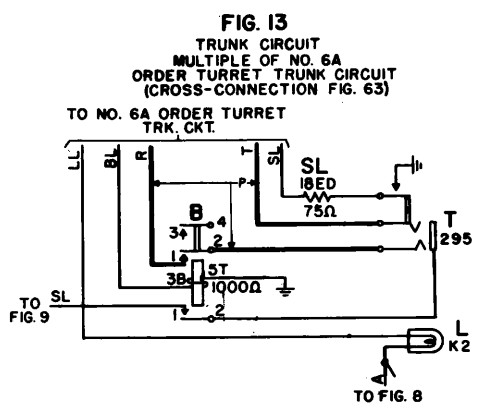 FIG. 13
TRUNK CIRCUIT
MULTIPLE OF NO. 6A
ORDER TURRET TRUNK CIRCUIT
(CROSS-CONNECTION FIG. 63)
TO NO. 6A ORDER TURRET
TRK. CKT.
LL
BL
R
T
SL
P
SL
18ED
75Ω
B
3
4
2
1
T
295
3B
5T
1000Ω
TO SL
FIG. 9
1
2
L
K2
A
TO FIG. 8